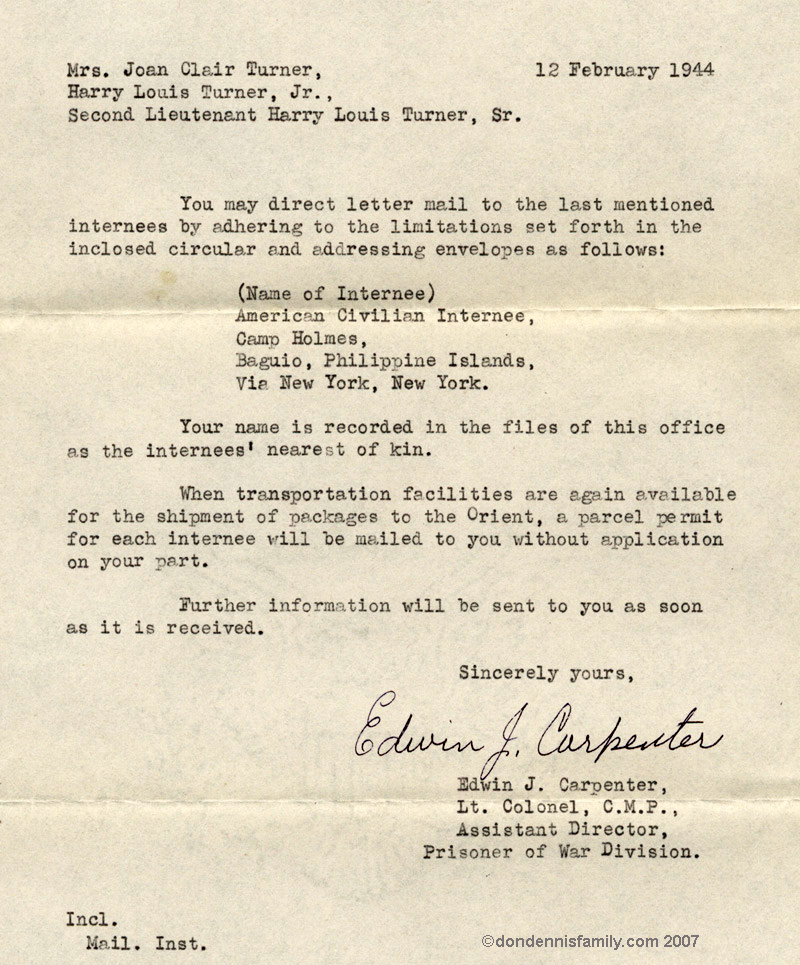 Mrs. Joan Clair Turner, 12 February 1944
Harry Louis Turner, Jr.,
Second Lieutenant Harry Louis Turner, Sr.
You may direct letter mail to the last mentioned
internees by adhering to the limitations set forth in the
inclosed circular and addressing envelopes as follows:
(Name of Internee)
American Civilian Internee,
Camp Holmes,
Baguio, Philippine Islands,
Via New York, New York.
Your name is recorded in the files of this office
as the internees' nearest of kin.
When transportation facilities are again available
for the shipment of packages to the Orient, a parcel permit
for each internee will be mailed to you without application
on your part.
Further information will be sent to you as soon
as it is received.
Sincerely yours,
Edwin J. Carpenter
Edwin J. Carpenter,
Lt. Colonel, C.M.P.,
Assistant Director,
Prisoner of War Division.
Incl.
Mail. Inst.
©dondennisfamily.com 2007